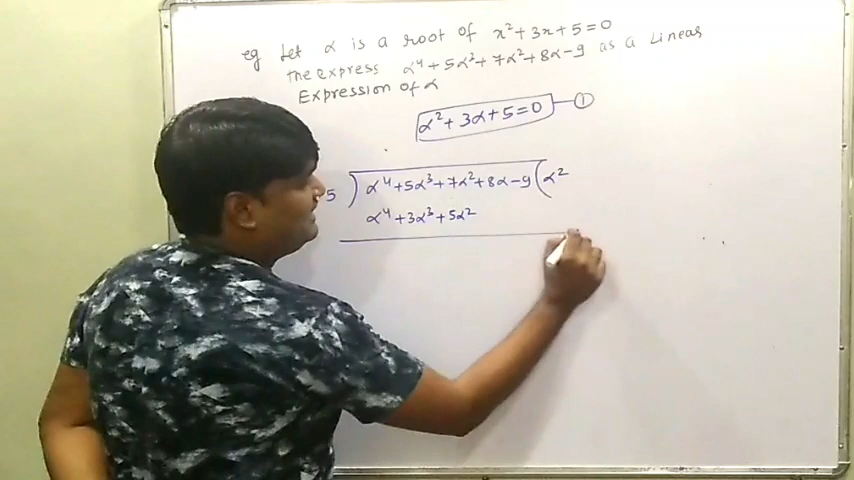 eg Let α is a root of x² + 3x + 5 = 0
the express α⁴ + 5α³ + 7α² + 8α - 9 as a Linear
Expression of α
α² + 3α + 5 = 0 — ①
5 ) α⁴ + 5α³ + 7α² + 8α - 9 ( α²
α⁴ + 3α³ + 5α²